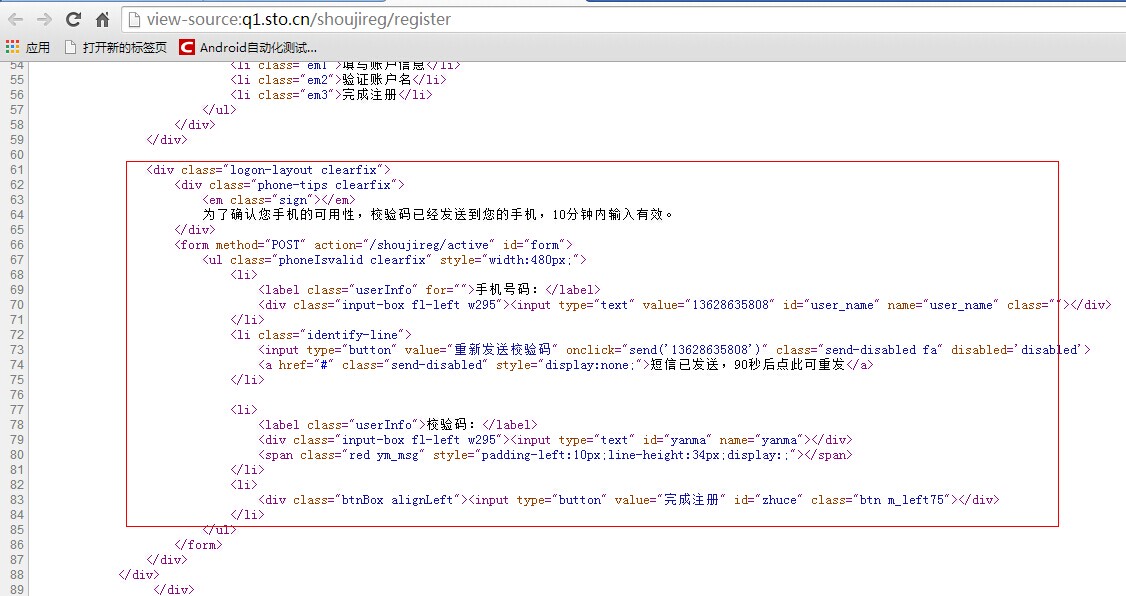 view-source:q1.sto.cn/shoujireg/register
应用 打开新的标签页 Android自动化测试...
54 <li class="em1">填写账户信息</li>
55 <li class="em2">验证账户名</li>
56 <li class="em3">完成注册</li>
57 </ul>
58 </div>
59 </div>
60
61 <div class="logon-layout clearfix">
62 <div class="phone-tips clearfix">
63 <em class="sign"></em>
64 为了确认您手机的可用性，校验码已经发送到您的手机，10分钟内输入有效。
65 </div>
66 <form method="POST" action="/shoujireg/active" id="form">
67 <ul class="phoneIsvalid clearfix" style="width:480px;">
68 <li>
69 <label class="userInfo" for="">手机号码：</label>
70 <div class="input-box fl-left w295"><input type="text" value="13628635808" id="user_name" name="user_name" class=""></div>
71 </li>
72 <li class="identify-line">
73 <input type="button" value="重新发送校验码" onclick="send('13628635808')" class="send-disabled fa" disabled='disabled'>
74 <a href="#" class="send-disabled" style="display:none;">短信已发送，90秒后点此可重发</a>
75 </li>
76
77 <li>
78 <label class="userInfo">校验码：</label>
79 <div class="input-box fl-left w295"><input type="text" id="yanma" name="yanma"></div>
80 <span class="red ym_msg" style="padding-left:10px;line-height:34px;display:;"></span>
81 </li>
82 <li>
83 <div class="btnBox alignLeft"><input type="button" value="完成注册" id="zhuce" class="btn m_left75"></div>
84 </li>
85 </ul>
86 </form>
87 </div>
88 </div>
89 </div>